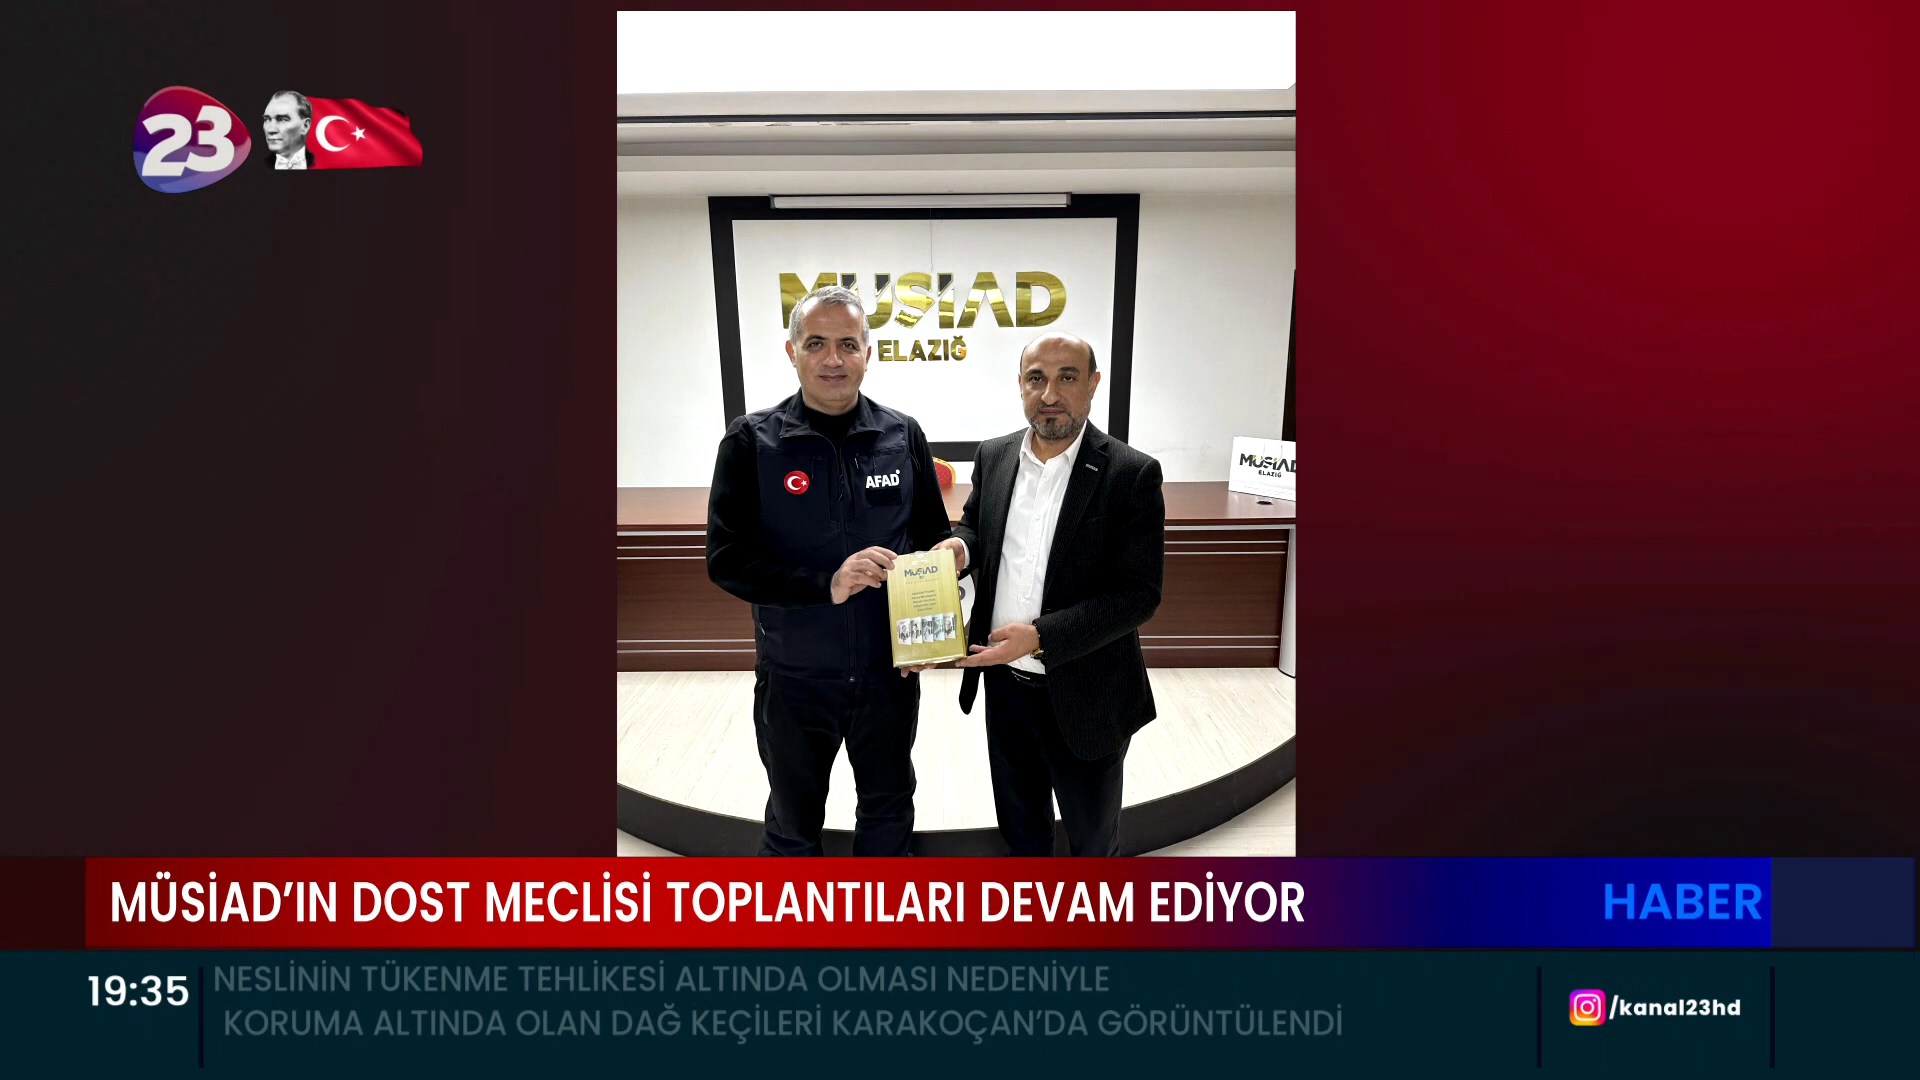 23
MÜSİAD
ELAZIĞ
MÜSİAD
ELAZIĞ
AFAD
MÜSİAD
MÜSİAD'IN DOST MECLİSİ TOPLANTILARI DEVAM EDİYOR
HABER
19:35
NESLİNİN TÜKENME TEHLİKESİ ALTINDA OLMASI NEDENİYLE
KORUMA ALTINDA OLAN DAĞ KEÇİLERİ KARAKOÇAN'DA GÖRÜNTÜLENDİ
/kanal23hd